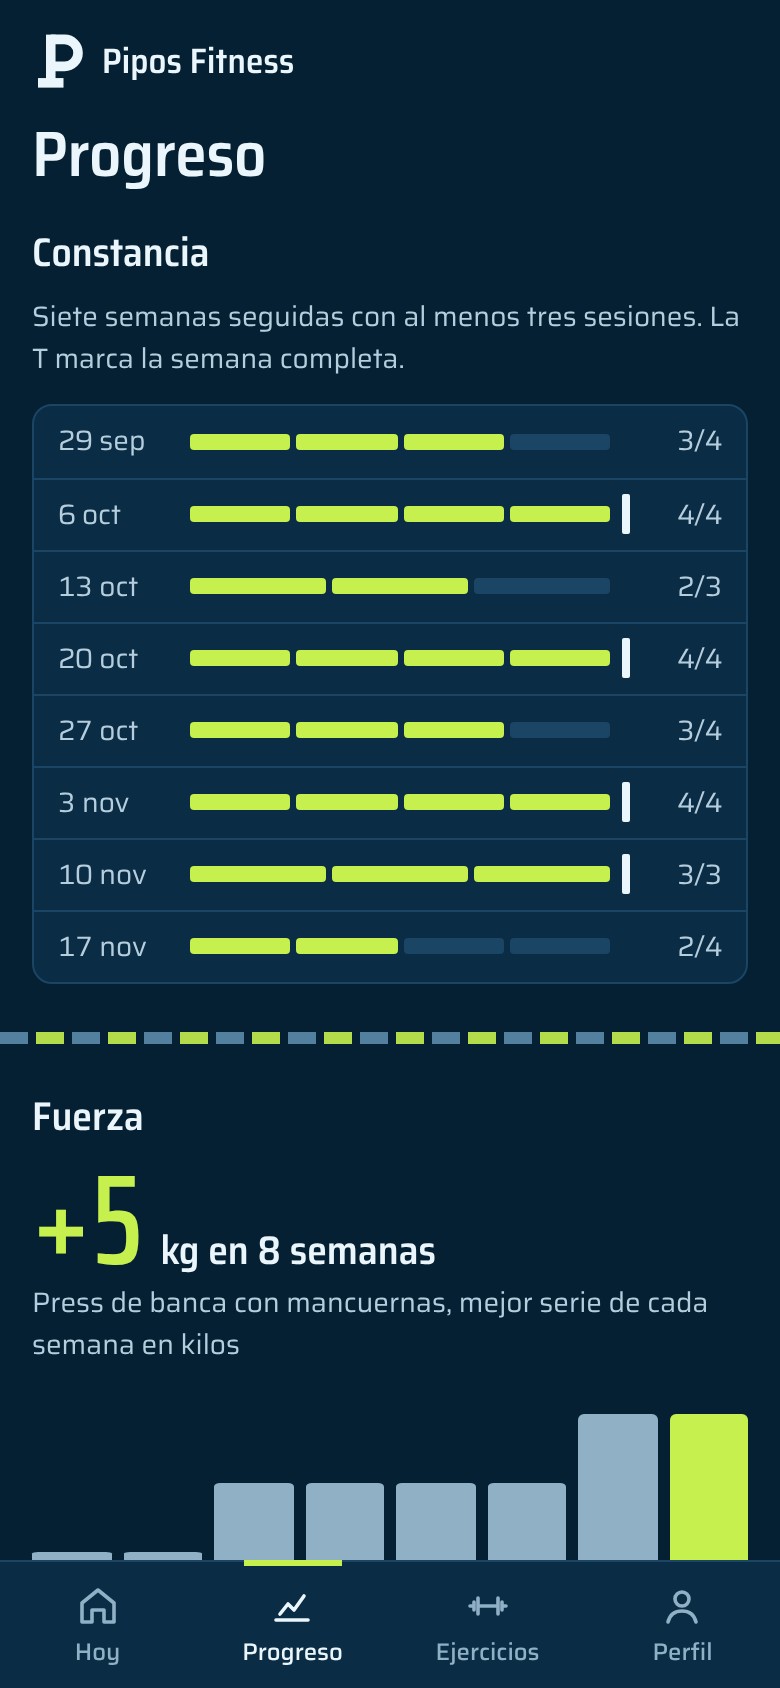 Pipos Fitness
Progreso
Constancia
Siete semanas seguidas con al menos tres sesiones. La
T marca la semana completa.
29 sep 3/4
6 oct 4/4
13 oct 2/3
20 oct 4/4
27 oct 3/4
3 nov 4/4
10 nov 3/3
17 nov 2/4
Fuerza
+5 kg en 8 semanas
Press de banca con mancuernas, mejor serie de cada
semana en kilos
Hoy Progreso Ejercicios Perfil